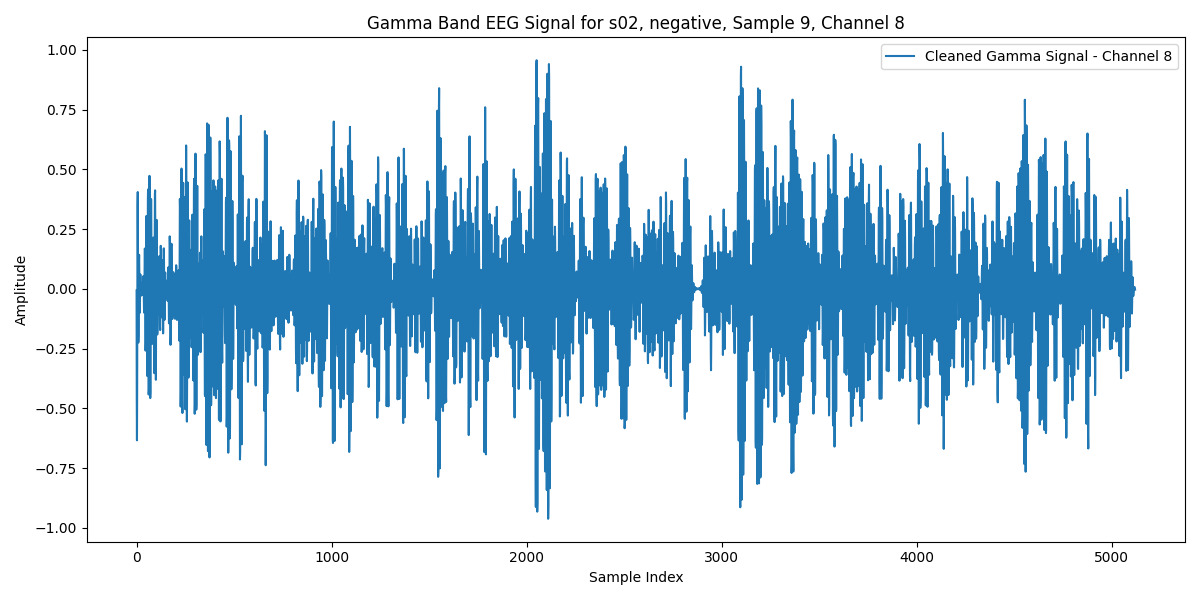 Gamma Band EEG Signal for s02, negative, Sample 9, Channel 8
Cleaned Gamma Signal - Channel 8
Amplitude
1.00
0.75
0.50
0.25
0.00
−0.25
−0.50
−0.75
−1.00
0 1000 2000 3000 4000 5000
Sample Index